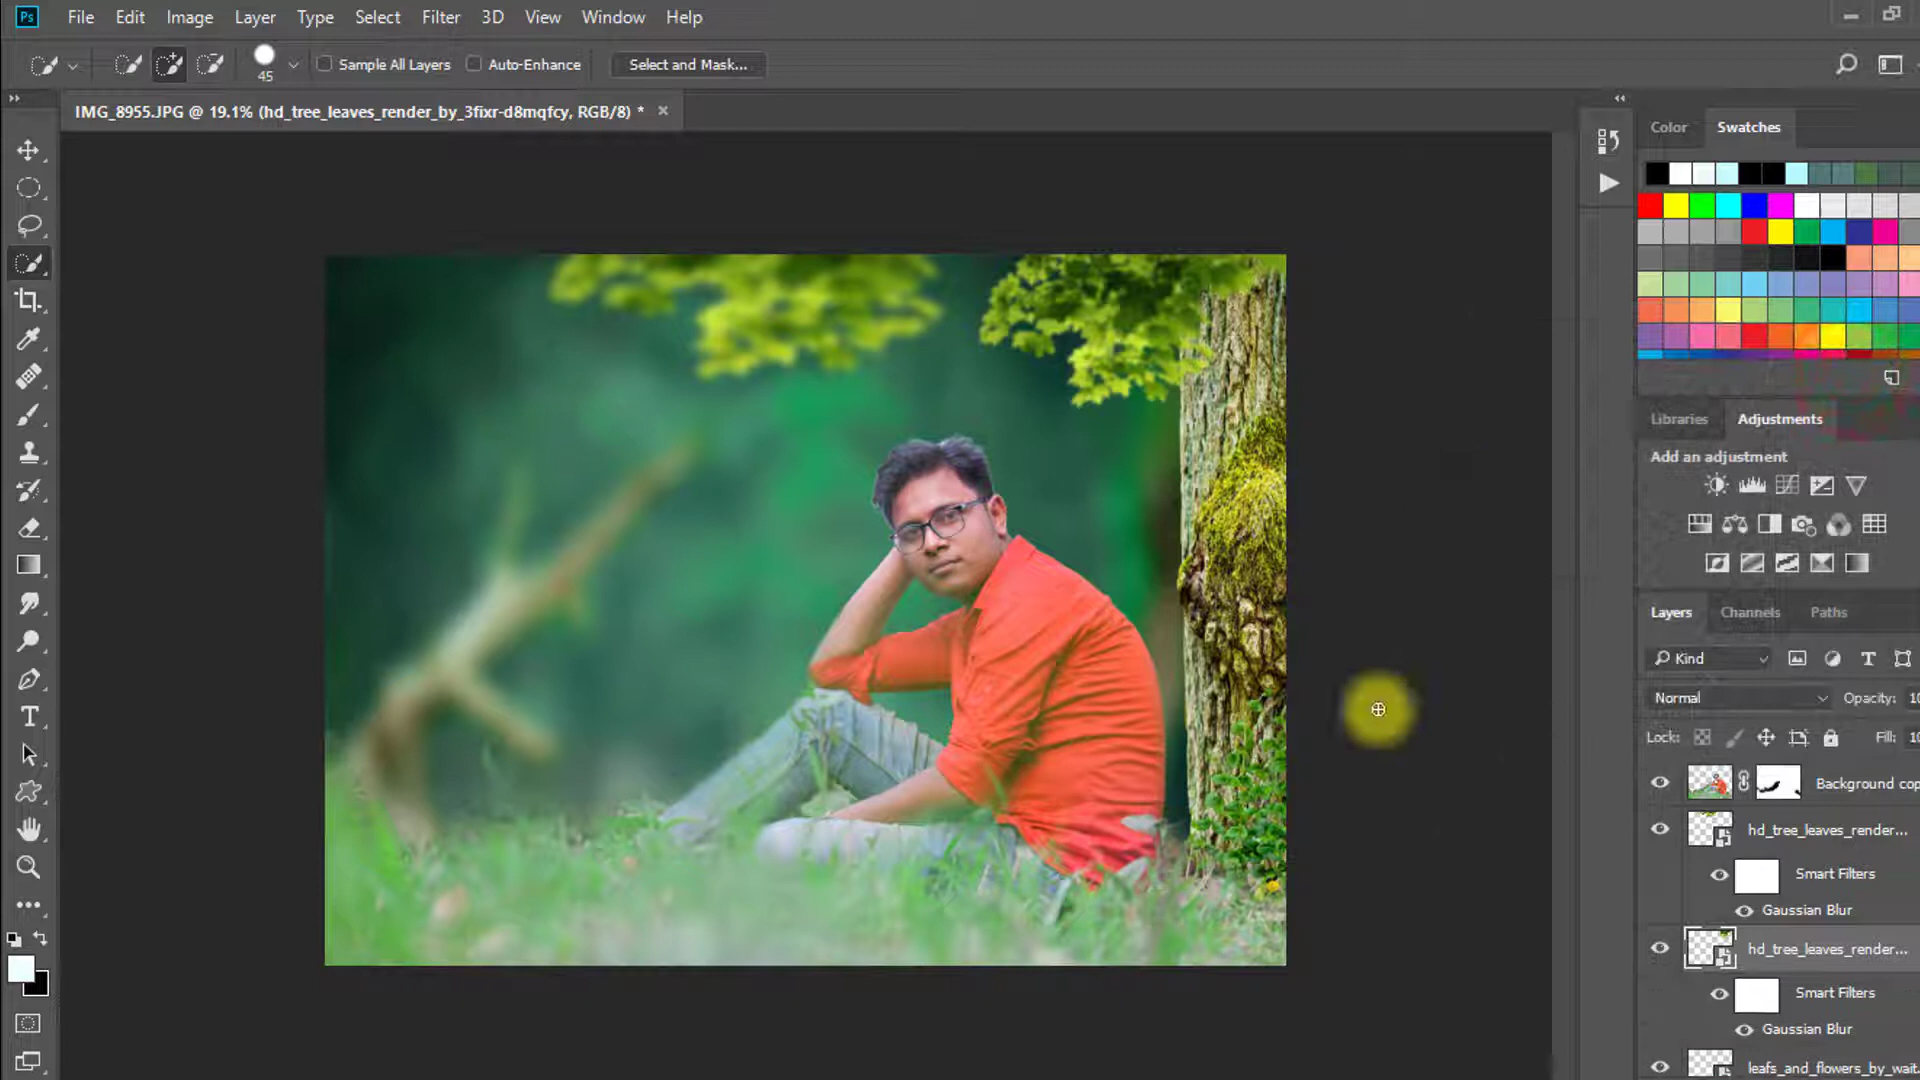 Ps File Edit Image Layer Type Select Filter 3D View Window Help
45 Sample All Layers Auto-Enhance Select and Mask...
IMG_8955.JPG @ 19.1% (hd_tree_leaves_render_by_3fixr-d8mqfcy, RGB/8) *
Color Swatches
Libraries Adjustments
Add an adjustment
Layers Channels Paths
Kind
Normal Opacity: 10
Lock: Fill: 10
Background cop
hd_tree_leaves_render...
Smart Filters
Gaussian Blur
hd_tree_leaves_render...
Smart Filters
Gaussian Blur
leafs_and_flowers_by_wait.